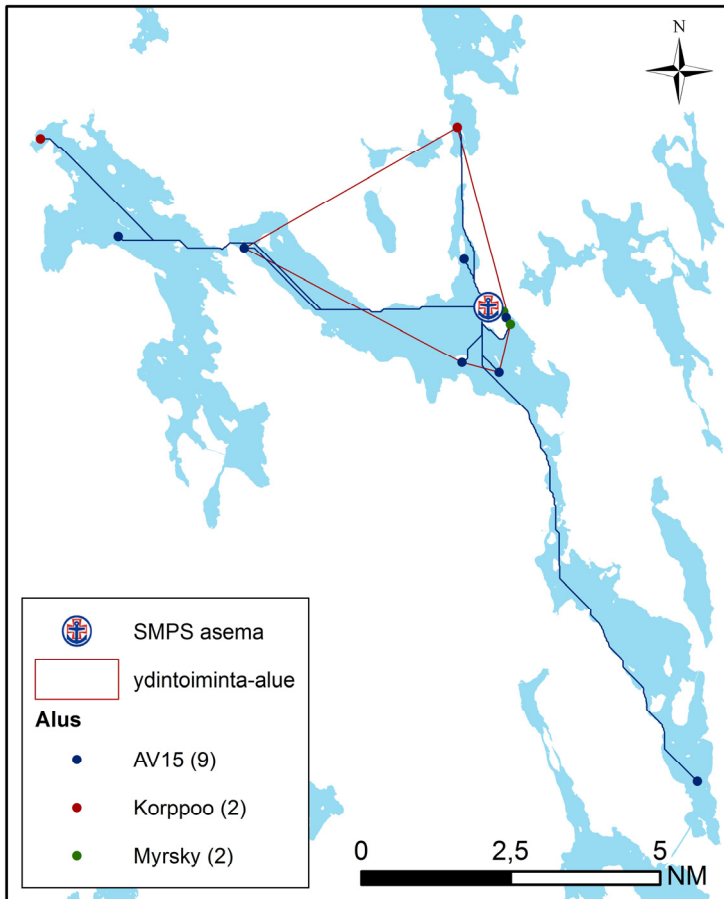 N
SMPS asema
ydintoiminta-alue
Alus
AV15 (9)
Korppoo (2)
Myrsky (2)
0 2,5 5
NM